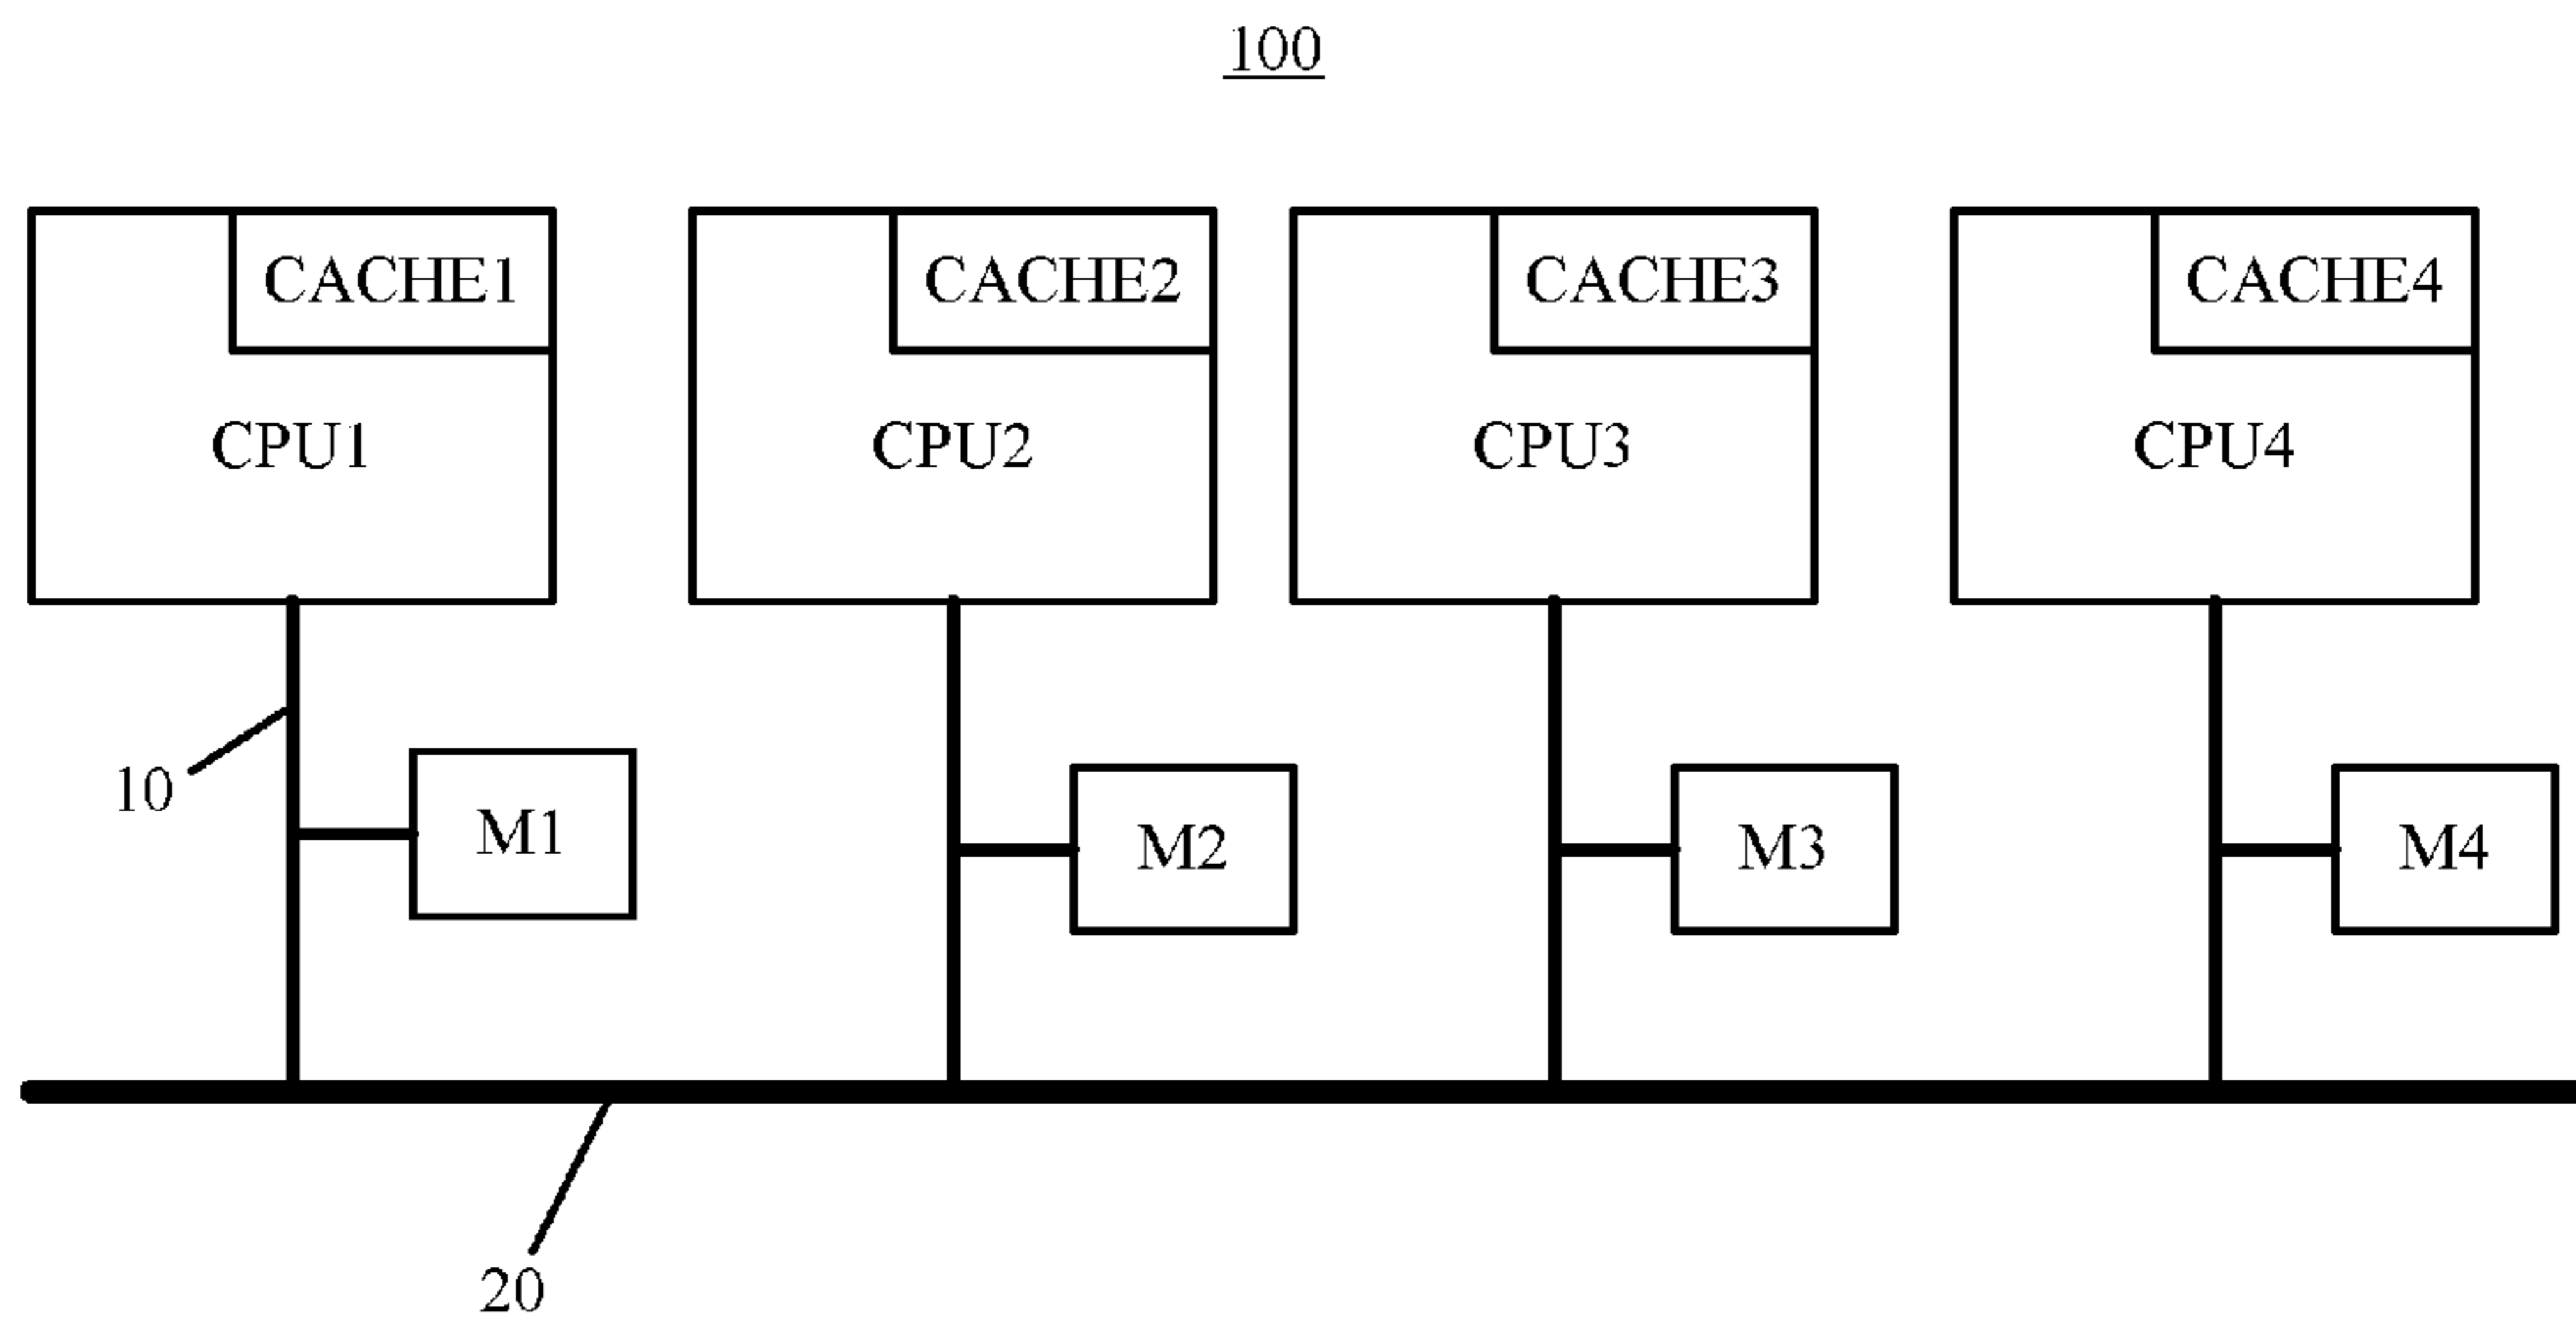 100
CACHE1 CACHE2 CACHE3 CACHE4
CPU1 CPU2 CPU3 CPU4
10
M1 M2 M3 M4
20